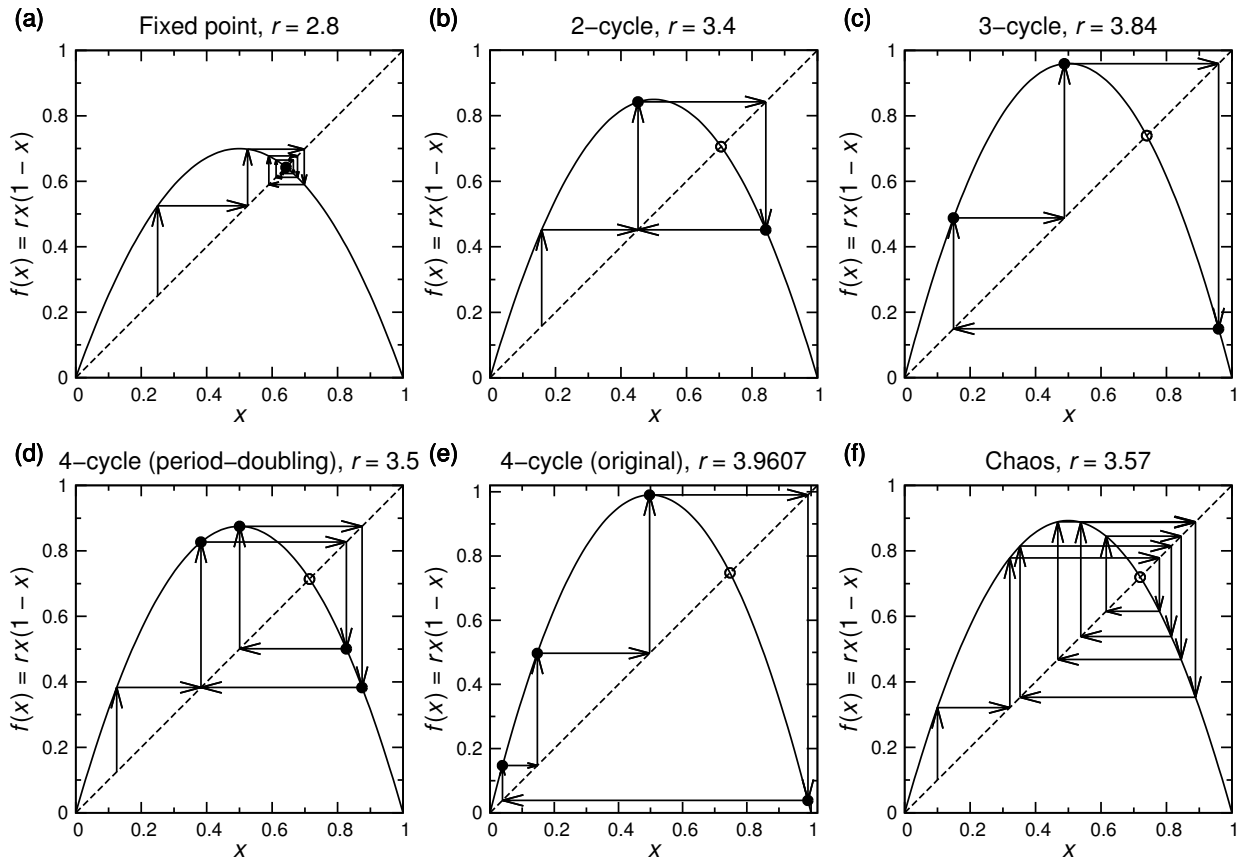 (a) Fixed point, r = 2.8
f(x) = rx(1 − x)
1
0.8
0.6
0.4
0.2
0
0 0.2 0.4 0.6 0.8 1
x
(b) 2−cycle, r = 3.4
f(x) = rx(1 − x)
1
0.8
0.6
0.4
0.2
0
0 0.2 0.4 0.6 0.8 1
x
(c) 3−cycle, r = 3.84
f(x) = rx(1 − x)
1
0.8
0.6
0.4
0.2
0
0 0.2 0.4 0.6 0.8 1
x
(d) 4−cycle (period−doubling), r = 3.5
f(x) = rx(1 − x)
1
0.8
0.6
0.4
0.2
0
0 0.2 0.4 0.6 0.8 1
x
(e) 4−cycle (original), r = 3.9607
f(x) = rx(1 − x)
1
0.8
0.6
0.4
0.2
0
0 0.2 0.4 0.6 0.8 1
x
(f) Chaos, r = 3.57
f(x) = rx(1 − x)
1
0.8
0.6
0.4
0.2
0
0 0.2 0.4 0.6 0.8 1
x